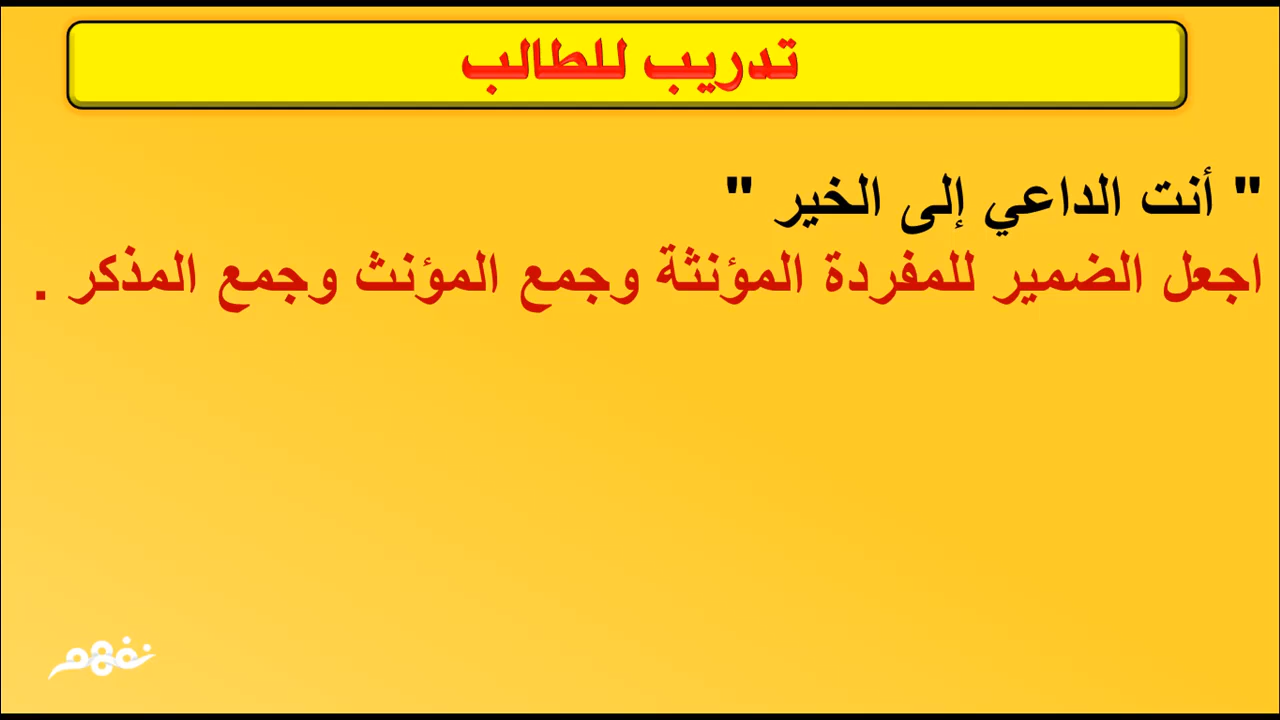 تدريب للطالب
" أنت الداعي إلى الخير "
اجعل الضمير للمفردة المؤنثة وجمع المؤنث وجمع المذكر .
نفهم